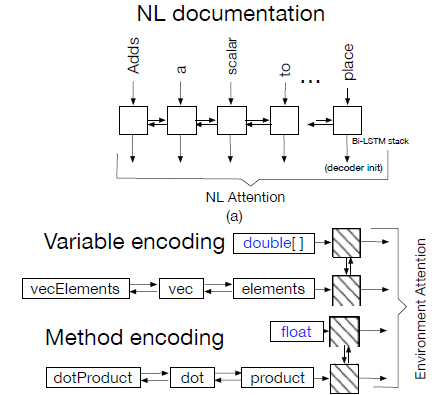 NL documentation
Adds a scalar to ... place
Bi-LSTM stack
(decoder init)
NL Attention
(a)
Variable encoding double[]
vecElements vec elements
Method encoding float
dotProduct dot product
Environment Attention